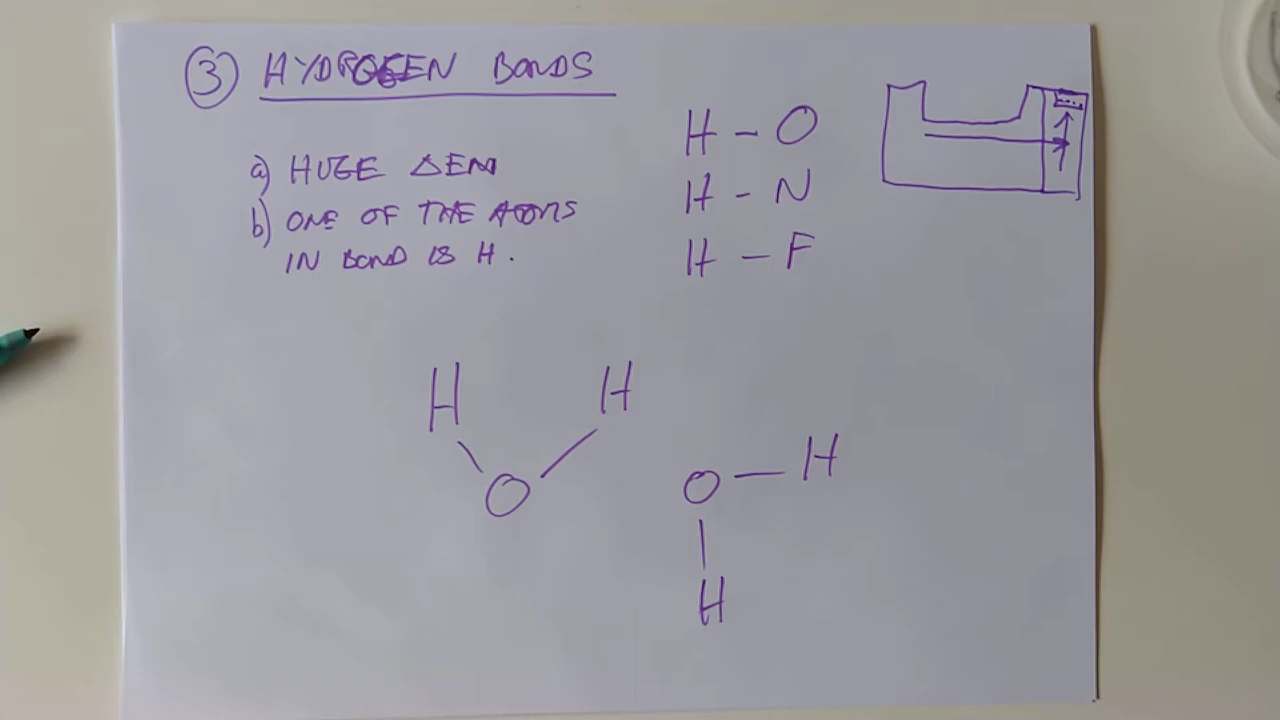 3 HYDROGEN BONDS
a) HUGE ΔEN
b) ONE OF THE ATOMS
IN BOND IS H.
H - O
H - N
H - F
H H
O
O - H
H